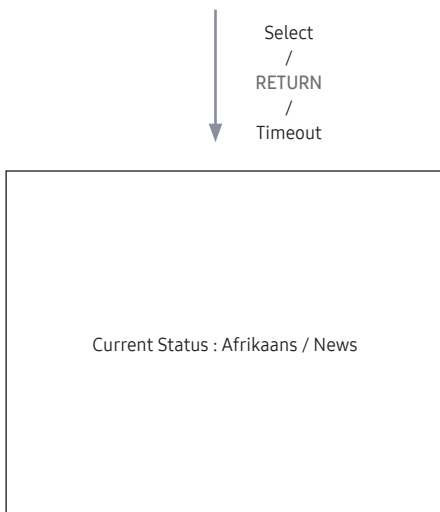 Select
/
RETURN
/
Timeout
Current Status : Afrikaans / News